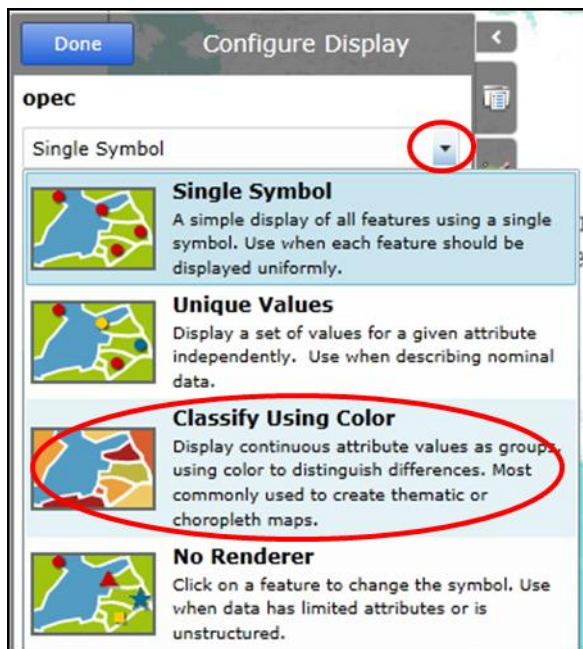 Done
Configure Display
opec
Single Symbol
Single Symbol
A simple display of all features using a single
symbol. Use when each feature should be
displayed uniformly.
Unique Values
Display a set of values for a given attribute
independently.  Use when describing nominal
data.
Classify Using Color
Display continuous attribute values as groups,
using color to distinguish differences. Most
commonly used to create thematic or
choropleth maps.
No Renderer
Click on a feature to change the symbol. Use
when data has limited attributes or is
unstructured.